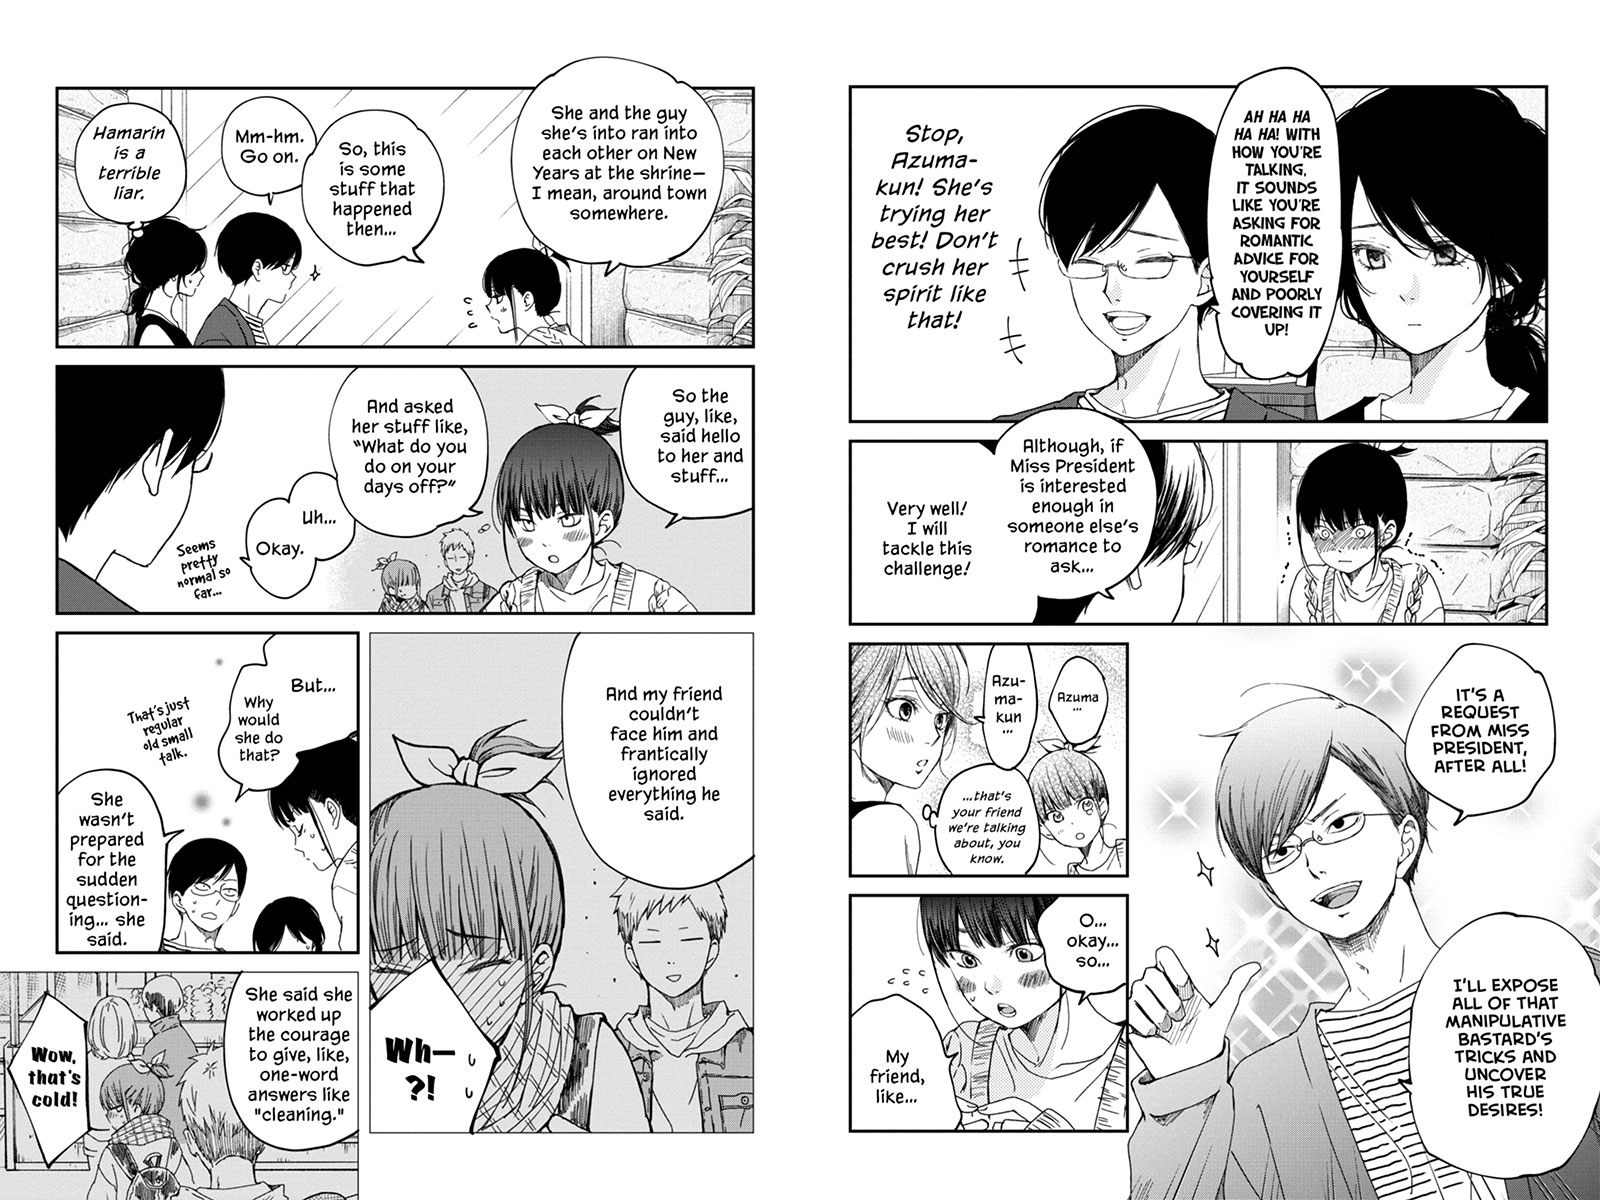 AH HA HA
HA HA! WITH
HOW YOU'RE
TALKING,
IT SOUNDS
LIKE YOU'RE
ASKING FOR
ROMANTIC
ADVICE FOR
YOURSELF
AND POORLY
COVERING IT
UP!
Stop,
Azuma-
kun! She's
trying her
best! Don't
crush her
spirit like
that!
Although, if
Miss President
is interested
enough in
someone else's
romance to
ask...
Very well!
I will
tackle this
challenge!
IT'S A
REQUEST
FROM MISS
PRESIDENT,
AFTER ALL!
I'LL EXPOSE
ALL OF THAT
MANIPULATIVE
BASTARD'S
TRICKS AND
UNCOVER
HIS TRUE
DESIRES!
Azuma
...
Azu-
ma-
kun
...
...that's
your friend
we're talking
about, you
know.
O...
okay...
so...
My
friend,
like...
She and the guy
she's into ran into
each other on New
Years at the shrine—
I mean, around town
somewhere.
So, this
is some
stuff that
happened
then...
Mm-hm.
Go on.
Hamarin
is a
terrible
liar.
So the
guy, like,
said hello
to her and
stuff...
And asked
her stuff like,
"What do you
do on your
days off?"
Uh...
Okay.
Seems
pretty
normal so
far...
And my friend
couldn't
face him and
frantically
ignored
everything he
said.
Wh—
?!
But...
Why
would
she do
that?
That's just
regular
old small
talk.
She
wasn't
prepared
for the
sudden
question-
ing... she
said.
She said she
worked up
the courage
to give, like,
one-word
answers like
"cleaning."
Wow,
that's
cold!